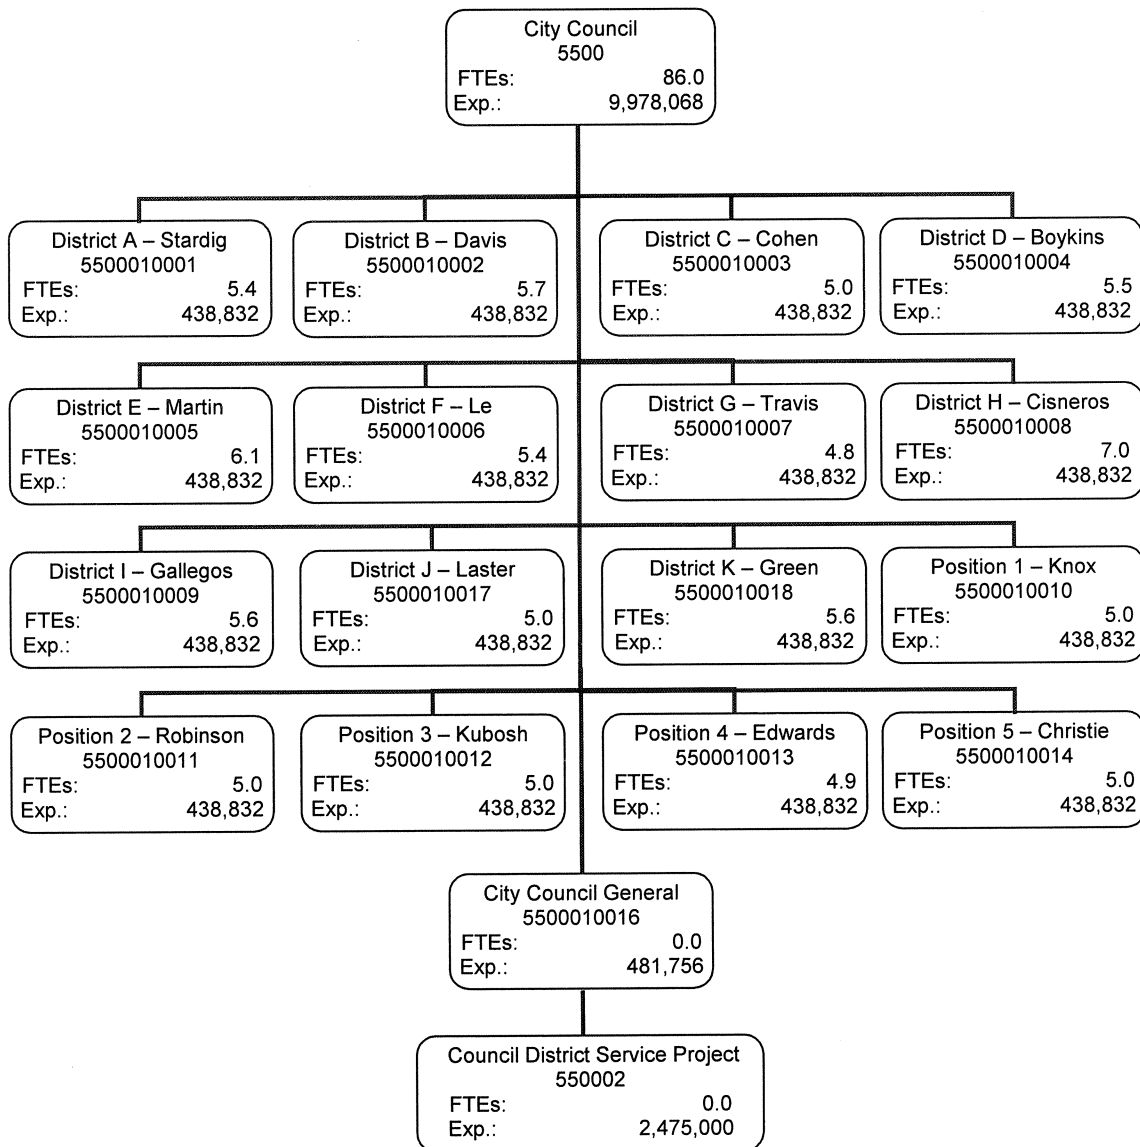 City Council
5500
FTEs: 86.0
Exp.: 9,978,068
District A – Stardig
5500010001
FTEs: 5.4
Exp.: 438,832
District B – Davis
5500010002
FTEs: 5.7
Exp.: 438,832
District C – Cohen
5500010003
FTEs: 5.0
Exp.: 438,832
District D – Boykins
5500010004
FTEs: 5.5
Exp.: 438,832
District E – Martin
5500010005
FTEs: 6.1
Exp.: 438,832
District F – Le
5500010006
FTEs: 5.4
Exp.: 438,832
District G – Travis
5500010007
FTEs: 4.8
Exp.: 438,832
District H – Cisneros
5500010008
FTEs: 7.0
Exp.: 438,832
District I – Gallegos
5500010009
FTEs: 5.6
Exp.: 438,832
District J – Laster
5500010017
FTEs: 5.0
Exp.: 438,832
District K – Green
5500010018
FTEs: 5.6
Exp.: 438,832
Position 1 – Knox
5500010010
FTEs: 5.0
Exp.: 438,832
Position 2 – Robinson
5500010011
FTEs: 5.0
Exp.: 438,832
Position 3 – Kubosh
5500010012
FTEs: 5.0
Exp.: 438,832
Position 4 – Edwards
5500010013
FTEs: 4.9
Exp.: 438,832
Position 5 – Christie
5500010014
FTEs: 5.0
Exp.: 438,832
City Council General
5500010016
FTEs: 0.0
Exp.: 481,756
Council District Service Project
550002
FTEs: 0.0
Exp.: 2,475,000